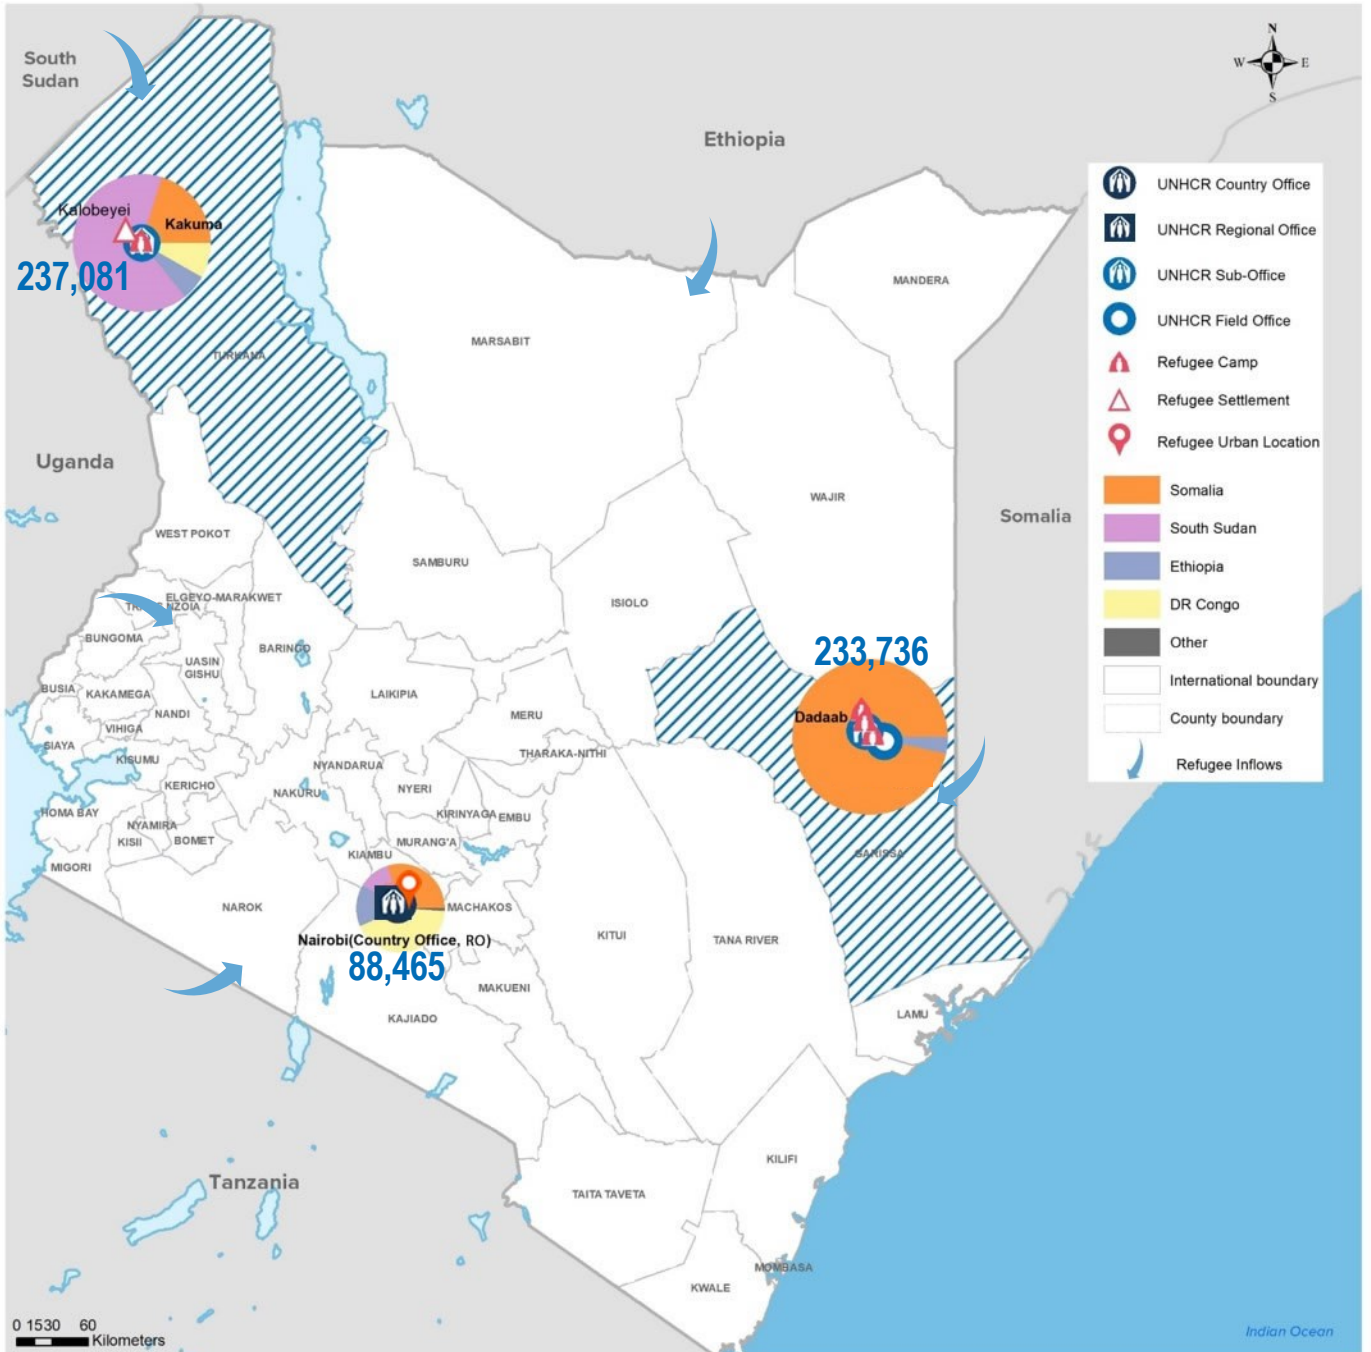 South
Sudan
Ethiopia
N
W E
S
Kalobeyei
Kakuma
237,081
TURKANA
MARSABIT
MANDERA
Uganda
WAJIR
Somalia
WEST POKOT
SAMBURU
ISIOLO
ELGEYO-MARAKWET
NZOIA
BUNGOMA
BARINGO
UASIN
GISHU
233,736
BUSIA
KAKAMEGA
LAIKIPIA
NANDI
MERU
Dadaab
VIHIGA
SIAYA
KISUMU
NYANDARUA
THARAKA-NITHI
KERICHO
NAKURU
NYERI
HOMA BAY
KIRINYAGA
EMBU
NYAMIRA
KISII
BOMET
MURANG'A
KIAMBU
GARISSA
MIGORI
NAROK
MACHAKOS
KITUI
TANA RIVER
Nairobi(Country Office, RO)
88,465
MAKUENI
KAJIADO
LAMU
KILIFI
Tanzania
TAITA TAVETA
MOMBASA
KWALE
0 1530 60
Kilometers
Indian Ocean
UNHCR Country Office
UNHCR Regional Office
UNHCR Sub-Office
UNHCR Field Office
Refugee Camp
Refugee Settlement
Refugee Urban Location
Somalia
South Sudan
Ethiopia
DR Congo
Other
International boundary
County boundary
Refugee Inflows